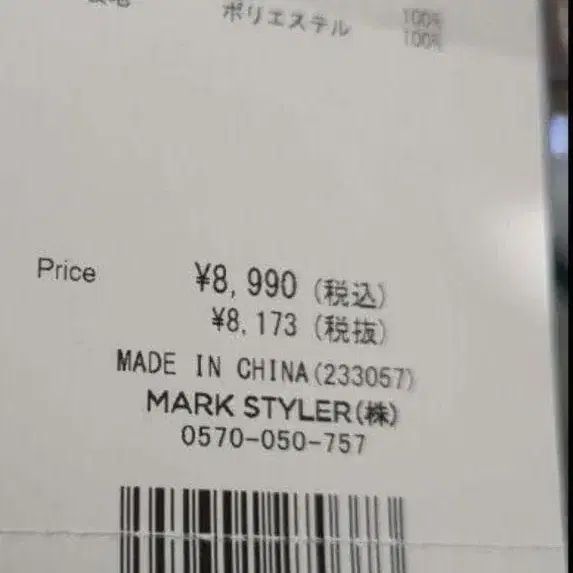 ポリエステル 100%
100%
Price ¥8,990 (税込)
¥8,173 (税抜)
MADE IN CHINA(233057)
MARK STYLER(株)
0570-050-757